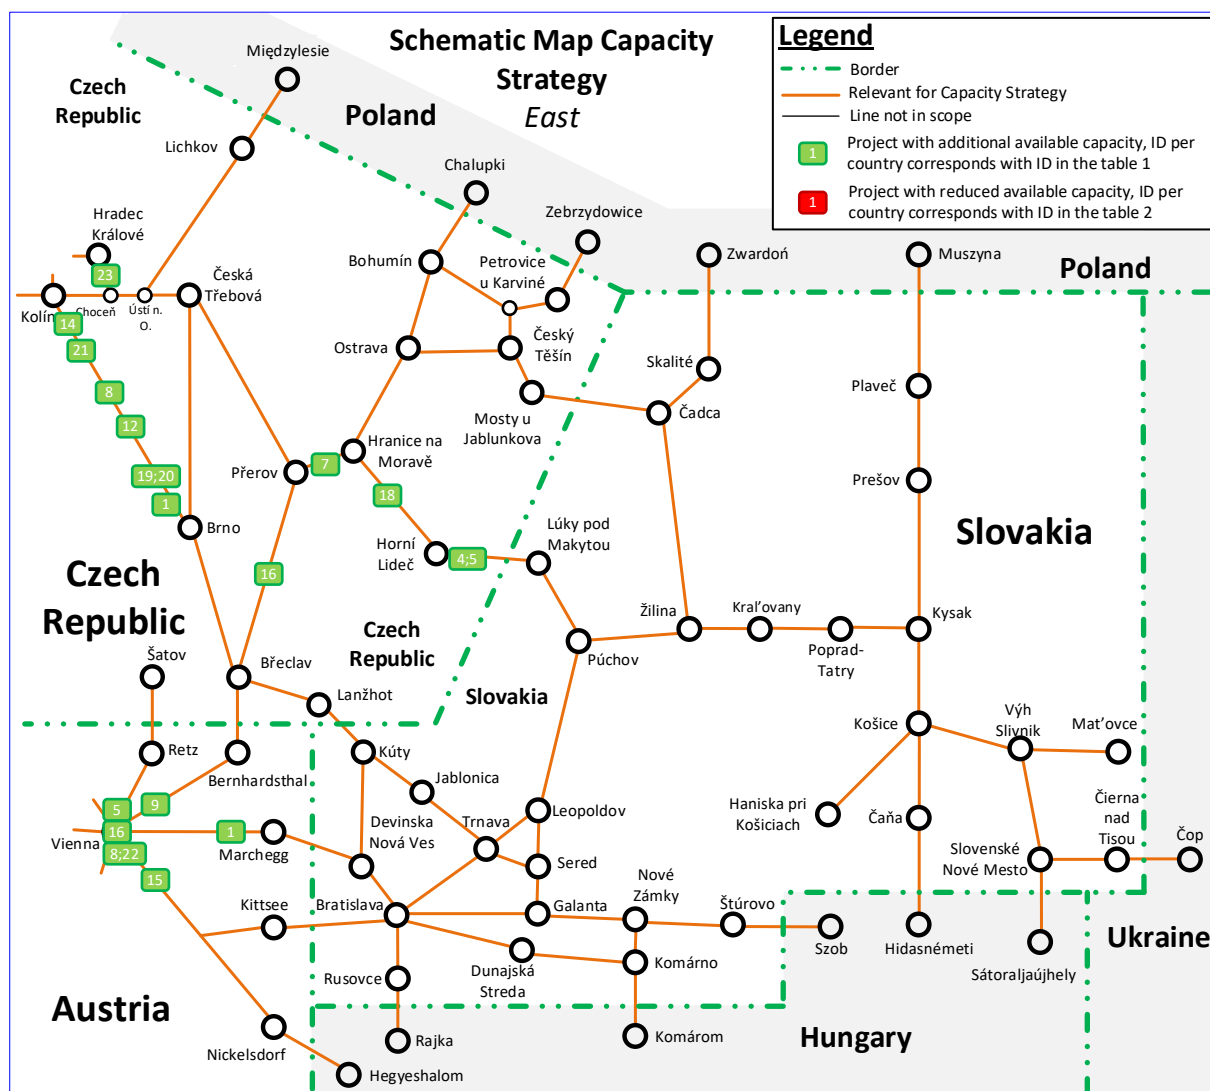 Schematic Map Capacity
Strategy
East
Legend
Border
Relevant for Capacity Strategy
Line not in scope
1
Project with additional available capacity, ID per
country corresponds with ID in the table 1
1
Project with reduced available capacity, ID per
country corresponds with ID in the table 2
Międzylesie
Czech
Republic
Poland
Lichkov
Chalupki
Zebrzydowice
Hradec
Králové
23
Bohumín
Petrovice
u Karviné
Zwardoń
Muszyna
Poland
Česká
Třebová
Kolín
Choceň
Ústí n.
O.
14
21
8
12
19;20
1
Ostrava
Český
Těšín
Skalité
Plaveč
Mosty u
Jablunkova
Čadca
Hranice na
Moravě
Přerov
7
18
Prešov
Brno
Horní
Lideč
4;5
Lúky pod
Makytou
Slovakia
16
Czech
Republic
Žilina
Kraľovany
Poprad-
Tatry
Kysak
Czech
Republic
Púchov
Šatov
Břeclav
Lanžhot
Slovakia
Košice
Výh
Slivnik
Maťovce
Retz
Bernhardsthal
Kúty
Jablonica
Haniska pri
Košiciach
Čaňa
Čierna
nad
Tisou
Čop
5
9
16
8;22
15
1
Vienna
Marchegg
Devinska
Nová Ves
Trnava
Leopoldov
Sered
Slovenské
Nové Mesto
Kittsee
Bratislava
Galanta
Nové
Zámky
Štúrovo
Szob
Hidasnémeti
Sátoraljaújhely
Ukraine
Rusovce
Dunajská
Streda
Komárno
Austria
Nickelsdorf
Rajka
Komárom
Hungary
Hegyeshalom